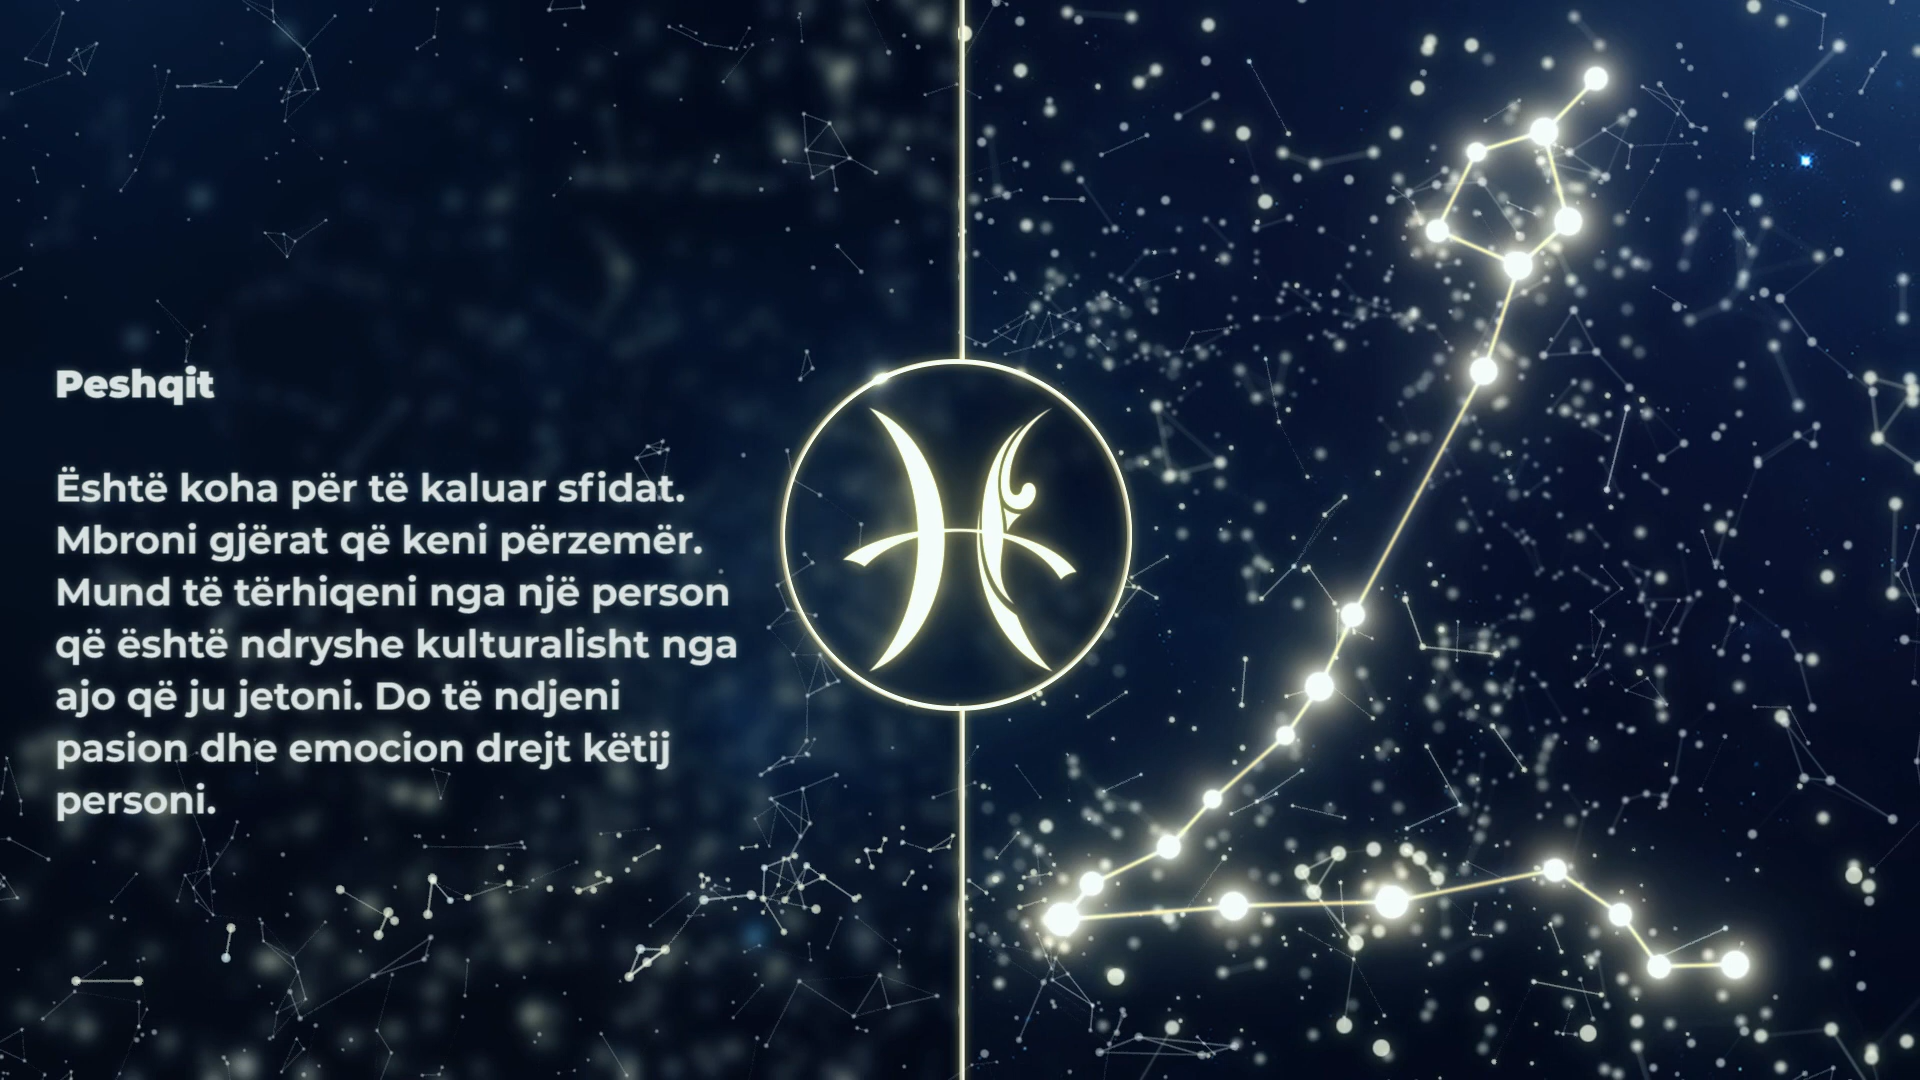 Peshqit
Është koha për të kaluar sfidat.
Mbroni gjërat që keni përzemër.
Mund të tërhiqeni nga një person
që është ndryshe kulturalisht nga
ajo që ju jetoni. Do të ndjeni
pasion dhe emocion drejt këtij
personi.